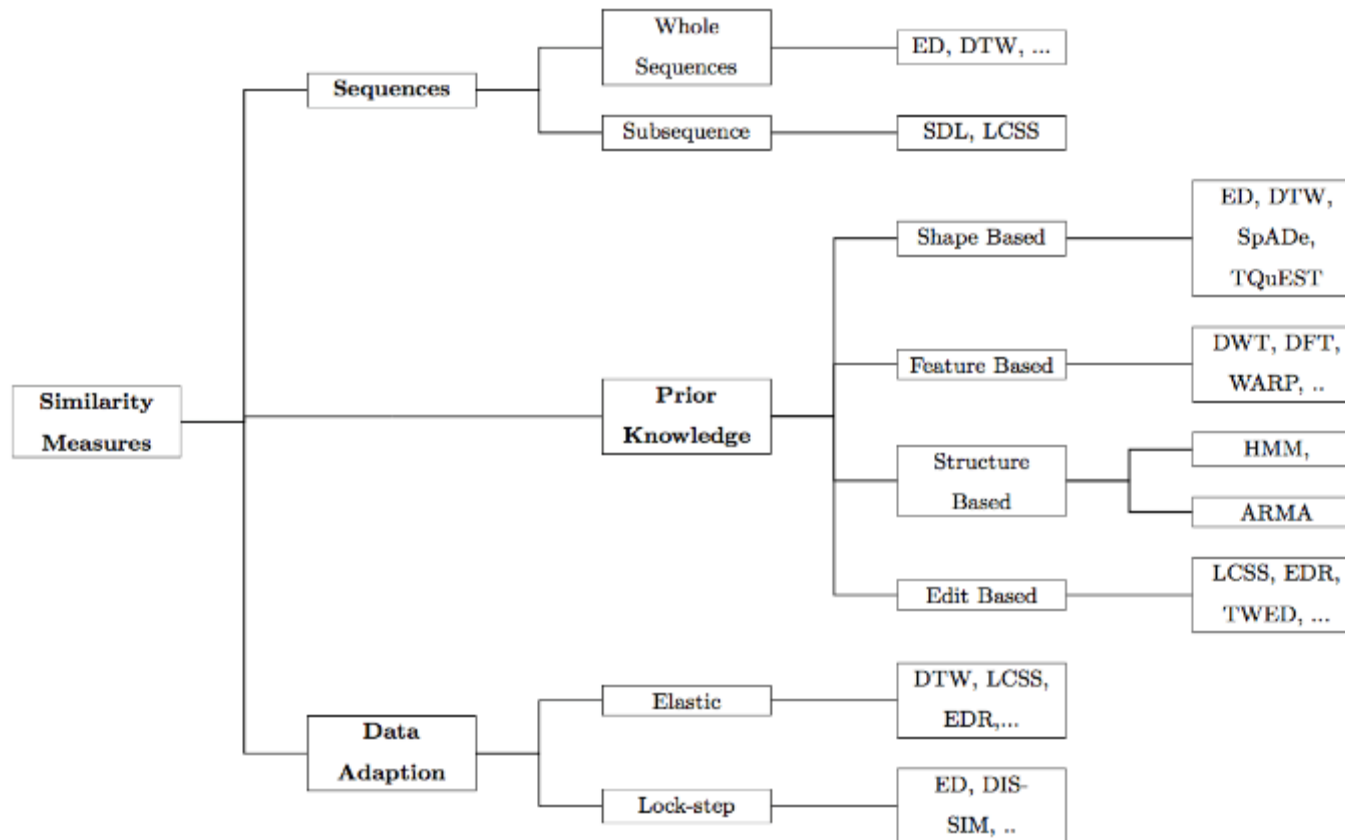 Whole
Sequences
ED, DTW, ...
Sequences
Subsequence
SDL, LCSS
ED, DTW,
SpADe,
TQuEST
Shape Based
DWT, DFT,
WARP, ..
Feature Based
Similarity
Measures
Prior
Knowledge
Structure
Based
HMM,
ARMA
Edit Based
LCSS, EDR,
TWED, ...
Elastic
DTW, LCSS,
EDR,...
Data
Adaption
Lock-step
ED, DIS-
SIM, ..